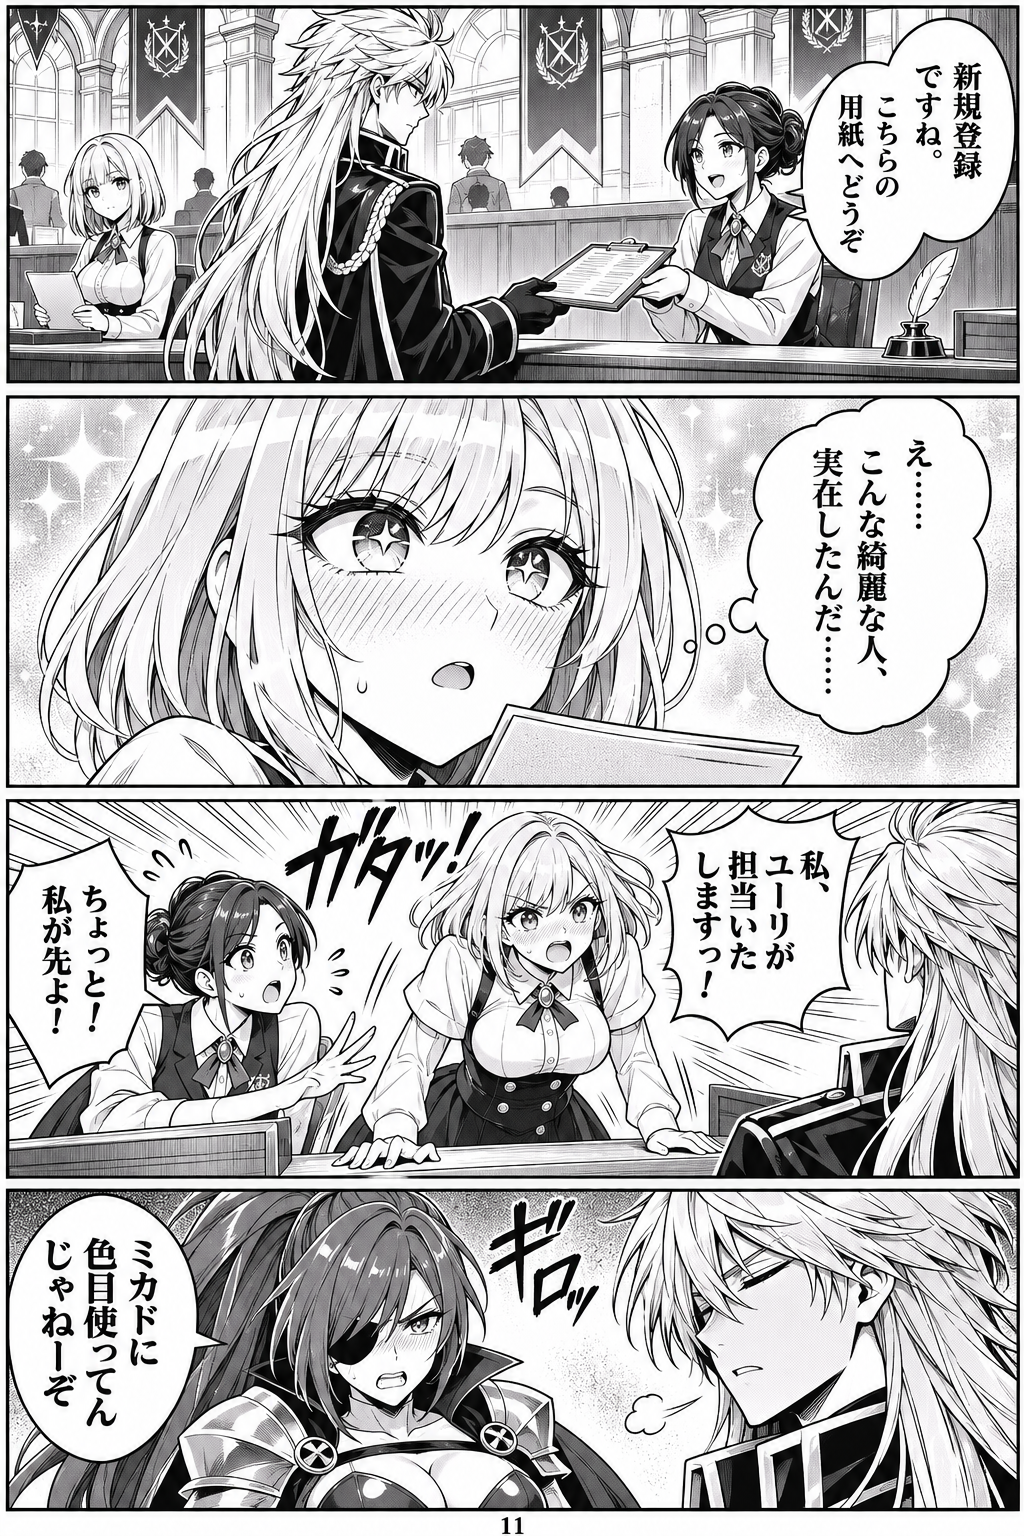 新規登録
ですね。
こちらの
用紙へどうぞ
え……
こんな綺麗な人、
実在したんだ……
私、
ユーリが
担当いた
しますっ！
ガタッ！
ちょっと！
私が先よ！
ギロッ
ミカドに
色目使ってん
じゃねーぞ
11